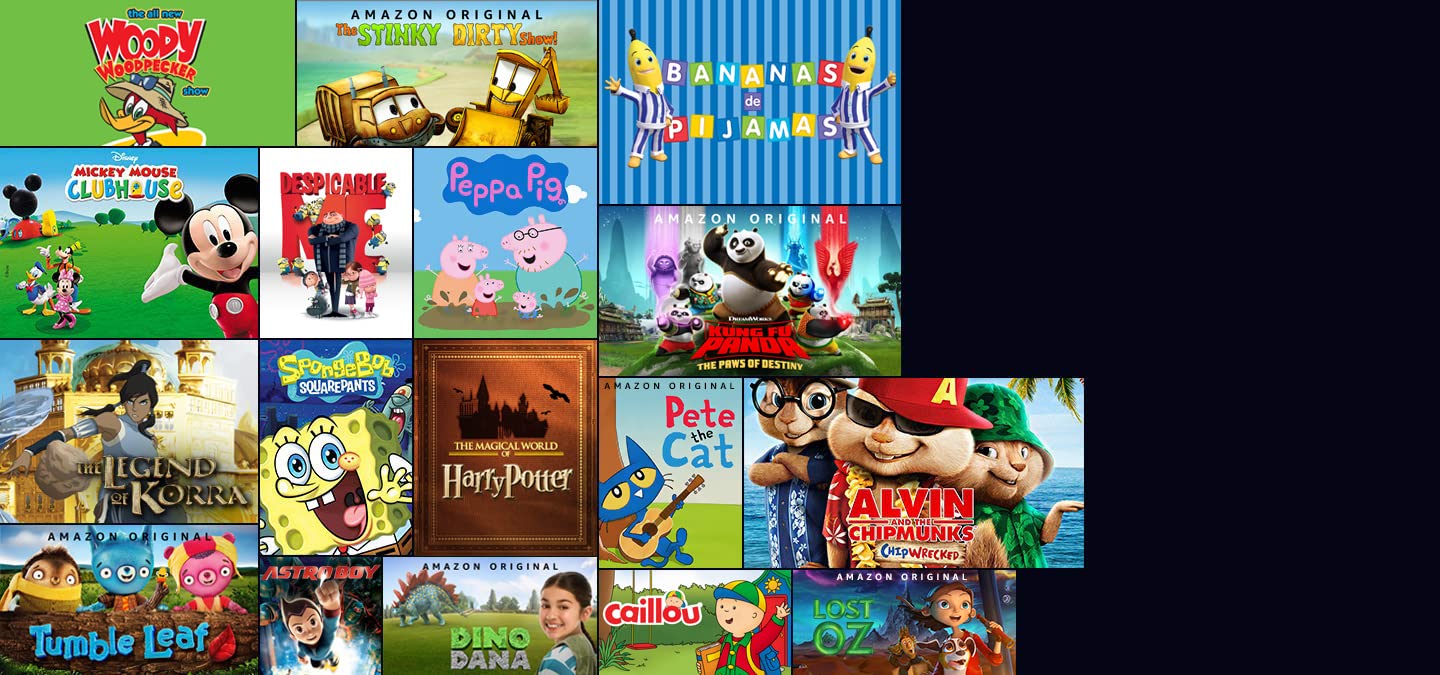 the all new
WOODY
WOODPECKER
show
AMAZON ORIGINAL
The STINKY DIRTY Show!
BANANAS
de
PIJAMAS
Disney
MICKEY MOUSE
CLUBHOUSE
DESPICABLE
ME
Peppa Pig
AMAZON ORIGINAL
DREAMWORKS
KUNG FU
PANDA
THE PAWS OF DESTINY
THE LEGEND
OF KORRA
SPONGEBOB
SQUAREPANTS
THE MAGICAL WORLD
OF
Harry Potter
AMAZON ORIGINAL
Pete
the
Cat
A
ALVIN
AND THE
CHIPMUNKS
CHIPWRECKED
AMAZON ORIGINAL
Tumble Leaf
ASTRO BOY
AMAZON ORIGINAL
DINO
DANA
caillou
AMAZON ORIGINAL
LOST
OZ